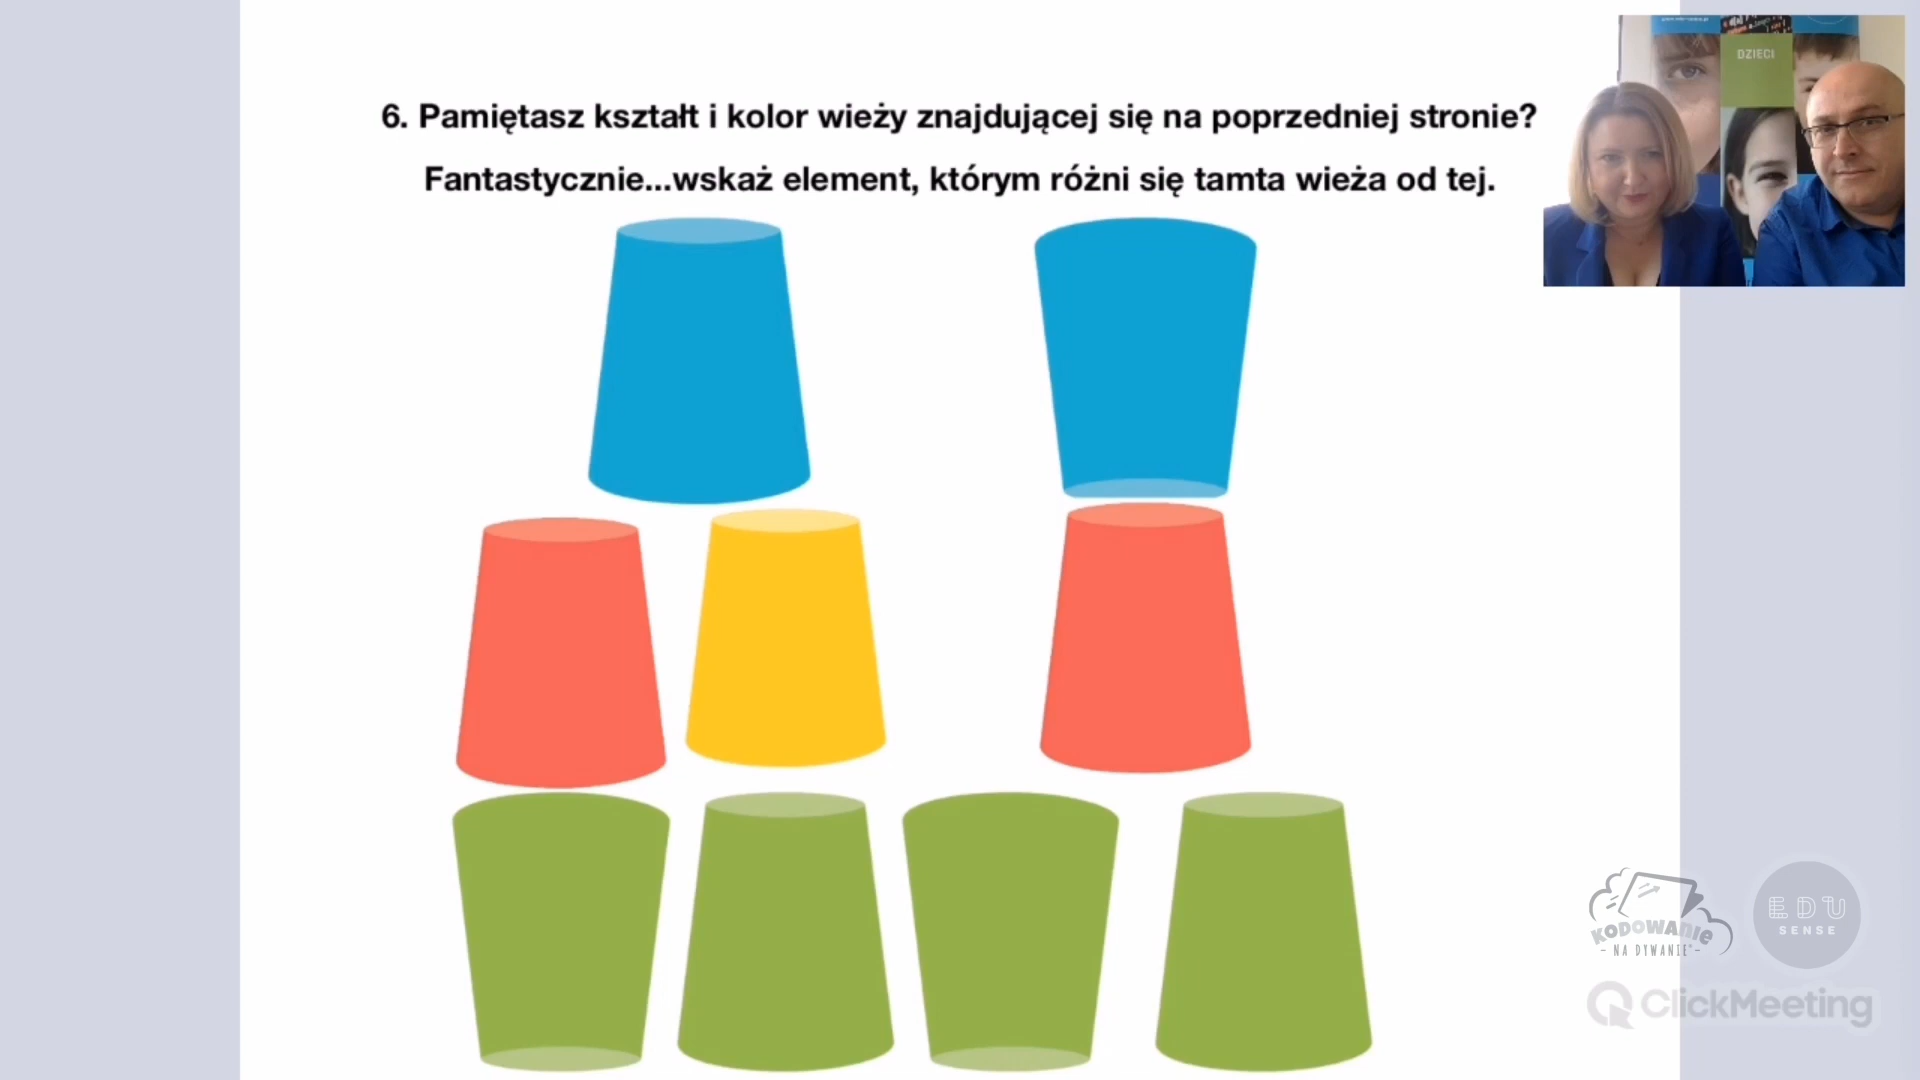 6. Pamiętasz kształt i kolor wieży znajdującej się na poprzedniej stronie?
Fantastycznie...wskaż element, którym różni się tamta wieża od tej.
DZIECI
KODOWANIE
- NA DYWANIE® -
EDU
SENSE
ClickMeeting